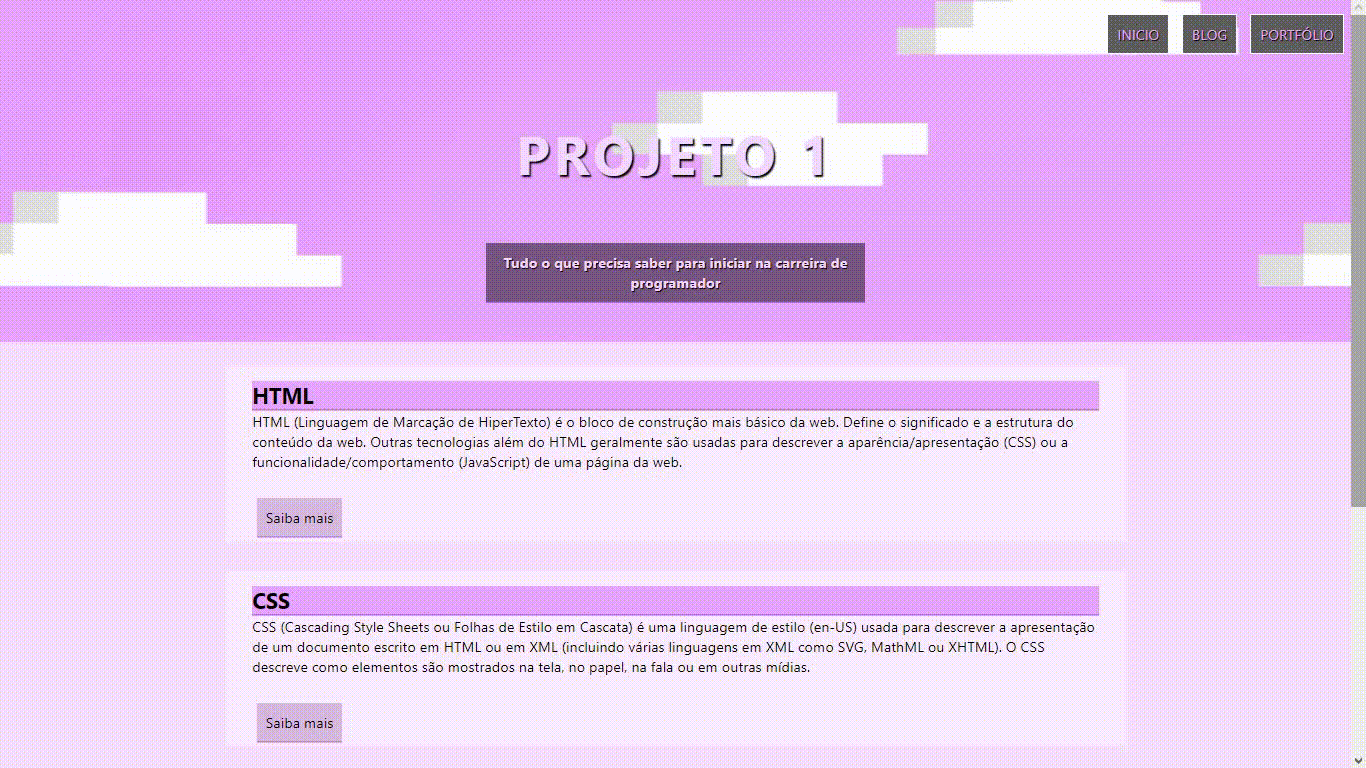 INICIO BLOG PORTFÓLIO
PROJETO 1
Tudo o que precisa saber para iniciar na carreira de
programador
HTML
HTML (Linguagem de Marcação de HiperTexto) é o bloco de construção mais básico da web. Define o significado e a estrutura do
conteúdo da web. Outras tecnologias além do HTML geralmente são usadas para descrever a aparência/apresentação (CSS) ou a
funcionalidade/comportamento (JavaScript) de uma página da web.
Saiba mais
CSS
CSS (Cascading Style Sheets ou Folhas de Estilo em Cascata) é uma linguagem de estilo (en-US) usada para descrever a apresentação
de um documento escrito em HTML ou em XML (incluindo várias linguagens em XML como SVG, MathML ou XHTML). O CSS
descreve como elementos são mostrados na tela, no papel, na fala ou em outras mídias.
Saiba mais